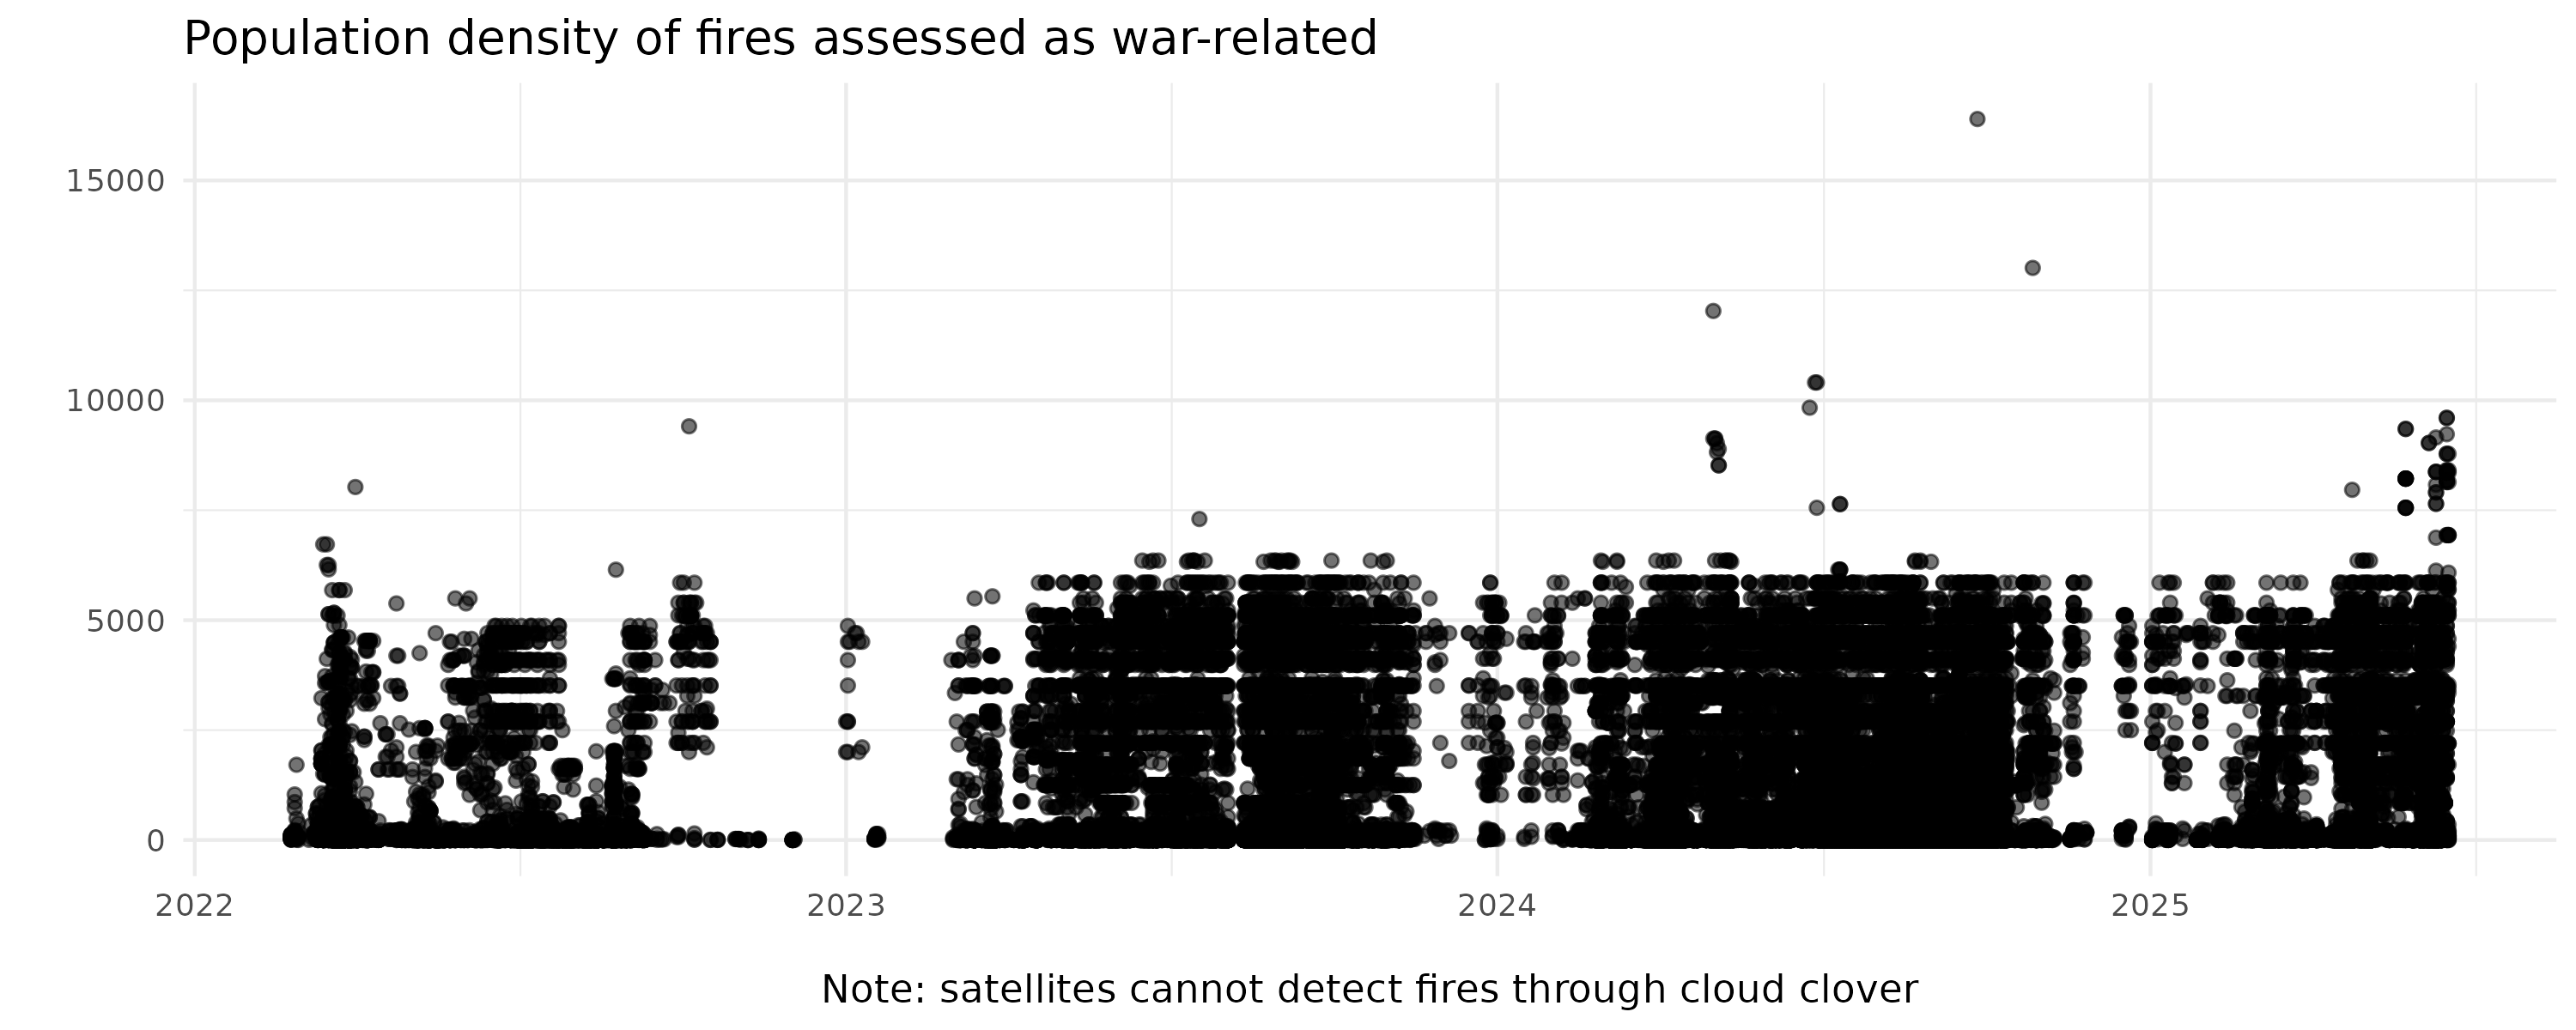 Population density of fires assessed as war-related
15000
10000
5000
0
2022 2023 2024 2025
Note: satellites cannot detect fires through cloud clover